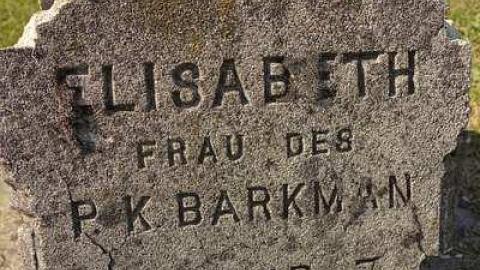 ELISABETH
FRAU DES
P. K. BARKMAN